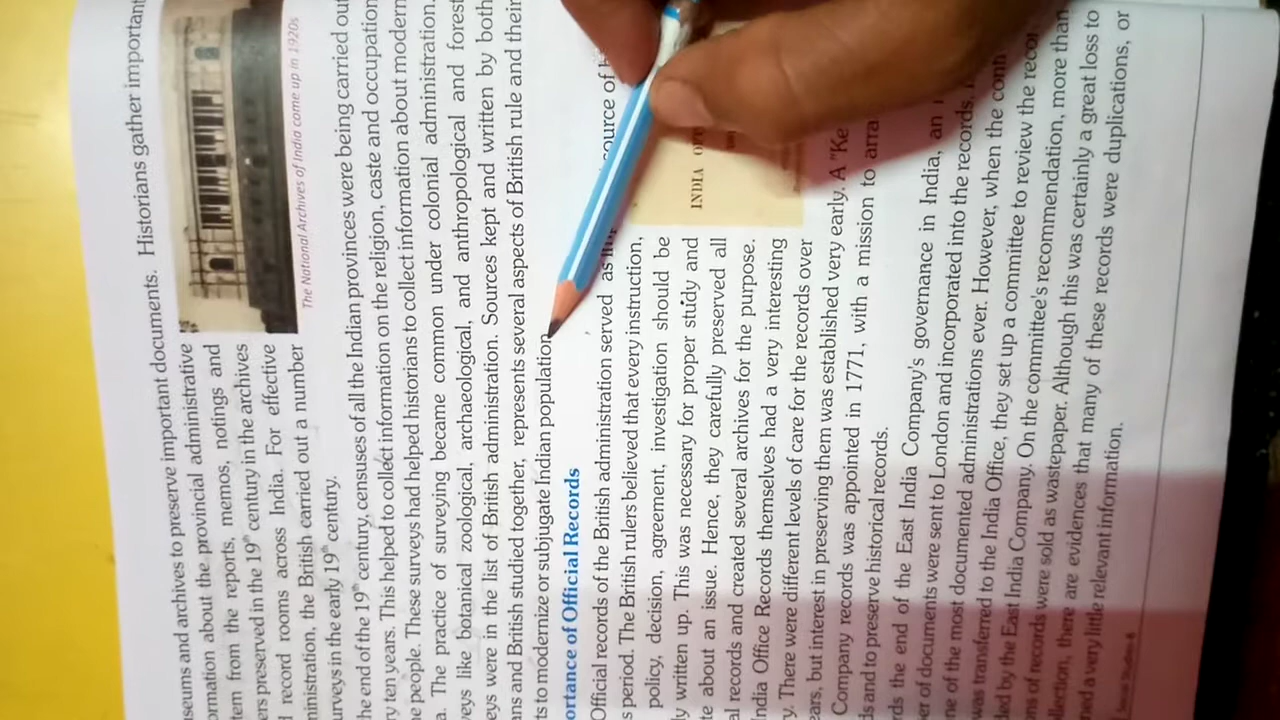 useums and archives to preserve important documents. Historians gather important
ormation about the provincial administrative
tem from the reports, memos, notings and
ers preserved in the 19th century in the archives
d record rooms across India. For effective
ministration, the British carried out a number
urveys in the early 19th century.
The National Archives of India come up in 1920s
he end of the 19th century, censuses of all the Indian provinces were being carried out
ry ten years. This helped to collect information on the religion, caste and occupation
he people. These surveys had helped historians to collect information about modern
a. The practice of surveying became common under colonial administration.
veys like botanical zoological, archaeological, and anthropological and forest
eys were in the list of British administration. Sources kept and written by both
ns and British studied together, represents several aspects of British rule and their
ts to modernize or subjugate Indian population
ortance of Official Records
Official records of the British administration served as source of
s period. The British rulers believed that every instruction,
policy, decision, agreement, investigation should be
ly written up. This was necessary for proper study and
te about an issue. Hence, they carefully preserved all
al records and created several archives for the purpose.
India Office Records themselves had a very interesting
y. There were different levels of care for the records over
ears, but interest in preserving them was established very early. A "Ke
Company records was appointed in 1771, with a mission to arra
ds and to preserve historical records.
INDIA
rds the end of the East India Company's governance in India, an
er of documents were sent to London and incorporated into the records,
ne of the most documented administrations ever. However, when the cont
was transferred to the India Office, they set up a committee to review the recor
led by the East India Company. On the committee's recommendation, more than
ns of records were sold as wastepaper. Although this was certainly a great loss to
llection, there are evidences that many of these records were duplications, or
ned a very little relevant information.